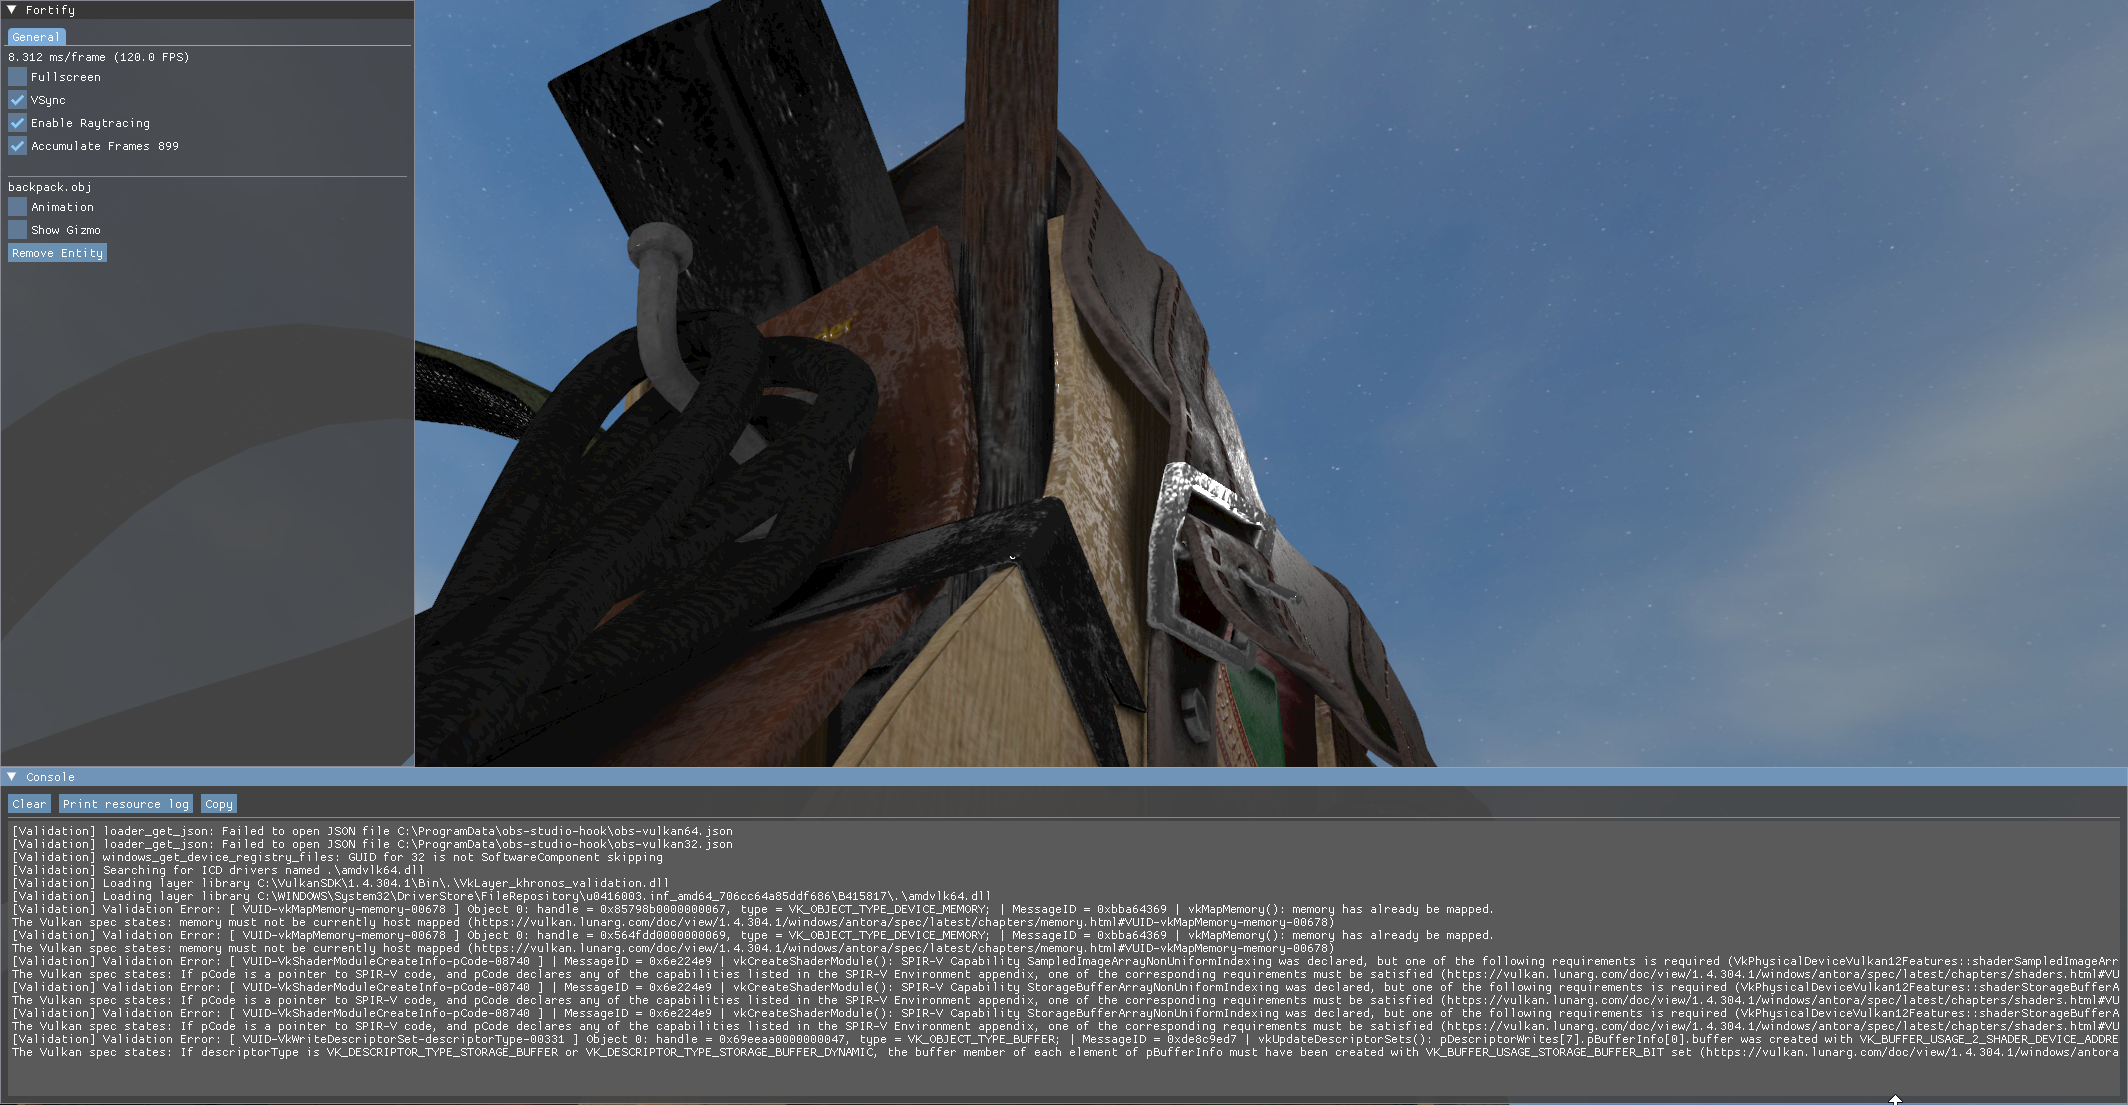 Fortify
General
8.312 ms/frame (120.0 FPS)
Fullscreen
VSync
Enable Raytracing
Accumulate Frames 899
backpack.obj
Animation
Show Gizmo
Remove Entity
Console
Clear Print resource log Copy
[Validation] loader_get_json: Failed to open JSON file C:\ProgramData\obs-studio-hook\obs-vulkan64.json
[Validation] loader_get_json: Failed to open JSON file C:\ProgramData\obs-studio-hook\obs-vulkan32.json
[Validation] windows_get_device_registry_files: GUID for 32 is not SoftwareComponent skipping
[Validation] Searching for ICD drivers named .\amdvlk64.dll
[Validation] Loading layer library C:\VulkanSDK\1.4.304.1\Bin\.\VkLayer_khronos_validation.dll
[Validation] Loading layer library C:\WINDOWS\System32\DriverStore\FileRepository\u0416003.inf_amd64_706cc64a85ddf686\B415817\.\amdvlk64.dll
[Validation] Validation Error: [ VUID-vkMapMemory-memory-00678 ] Object 0: handle = 0x85798b0000000067, type = VK_OBJECT_TYPE_DEVICE_MEMORY; | MessageID = 0xbba64369 | vkMapMemory(): memory has already be mapped.
The Vulkan spec states: memory must not be currently host mapped (https://vulkan.lunarg.com/doc/view/1.4.304.1/windows/antora/spec/latest/chapters/memory.html#VUID-vkMapMemory-memory-00678)
[Validation] Validation Error: [ VUID-vkMapMemory-memory-00678 ] Object 0: handle = 0x564fdd0000000069, type = VK_OBJECT_TYPE_DEVICE_MEMORY; | MessageID = 0xbba64369 | vkMapMemory(): memory has already be mapped.
The Vulkan spec states: memory must not be currently host mapped (https://vulkan.lunarg.com/doc/view/1.4.304.1/windows/antora/spec/latest/chapters/memory.html#VUID-vkMapMemory-memory-00678)
[Validation] Validation Error: [ VUID-VkShaderModuleCreateInfo-pCode-08740 ] | MessageID = 0x6e224e9 | vkCreateShaderModule(): SPIR-V Capability SampledImageArrayNonUniformIndexing was declared, but one of the following requirements is required (VkPhysicalDeviceVulkan12Features::shaderSampledImageArr
The Vulkan spec states: If pCode is a pointer to SPIR-V code, and pCode declares any of the capabilities listed in the SPIR-V Environment appendix, one of the corresponding requirements must be satisfied (https://vulkan.lunarg.com/doc/view/1.4.304.1/windows/antora/spec/latest/chapters/shaders.html#VU
[Validation] Validation Error: [ VUID-VkShaderModuleCreateInfo-pCode-08740 ] | MessageID = 0x6e224e9 | vkCreateShaderModule(): SPIR-V Capability StorageBufferArrayNonUniformIndexing was declared, but one of the following requirements is required (VkPhysicalDeviceVulkan12Features::shaderStorageBufferA
The Vulkan spec states: If pCode is a pointer to SPIR-V code, and pCode declares any of the capabilities listed in the SPIR-V Environment appendix, one of the corresponding requirements must be satisfied (https://vulkan.lunarg.com/doc/view/1.4.304.1/windows/antora/spec/latest/chapters/shaders.html#VU
[Validation] Validation Error: [ VUID-VkShaderModuleCreateInfo-pCode-08740 ] | MessageID = 0x6e224e9 | vkCreateShaderModule(): SPIR-V Capability StorageBufferArrayNonUniformIndexing was declared, but one of the following requirements is required (VkPhysicalDeviceVulkan12Features::shaderStorageBufferA
The Vulkan spec states: If pCode is a pointer to SPIR-V code, and pCode declares any of the capabilities listed in the SPIR-V Environment appendix, one of the corresponding requirements must be satisfied (https://vulkan.lunarg.com/doc/view/1.4.304.1/windows/antora/spec/latest/chapters/shaders.html#VU
[Validation] Validation Error: [ VUID-VkWriteDescriptorSet-descriptorType-00331 ] Object 0: handle = 0x69eeaa0000000047, type = VK_OBJECT_TYPE_BUFFER; | MessageID = 0xde8c9ed7 | vkUpdateDescriptorSets(): pDescriptorWrites[7].pBufferInfo[0].buffer was created with VK_BUFFER_USAGE_2_SHADER_DEVICE_ADDRE
The Vulkan spec states: If descriptorType is VK_DESCRIPTOR_TYPE_STORAGE_BUFFER or VK_DESCRIPTOR_TYPE_STORAGE_BUFFER_DYNAMIC, the buffer member of each element of pBufferInfo must have been created with VK_BUFFER_USAGE_STORAGE_BUFFER_BIT set (https://vulkan.lunarg.com/doc/view/1.4.304.1/windows/antora